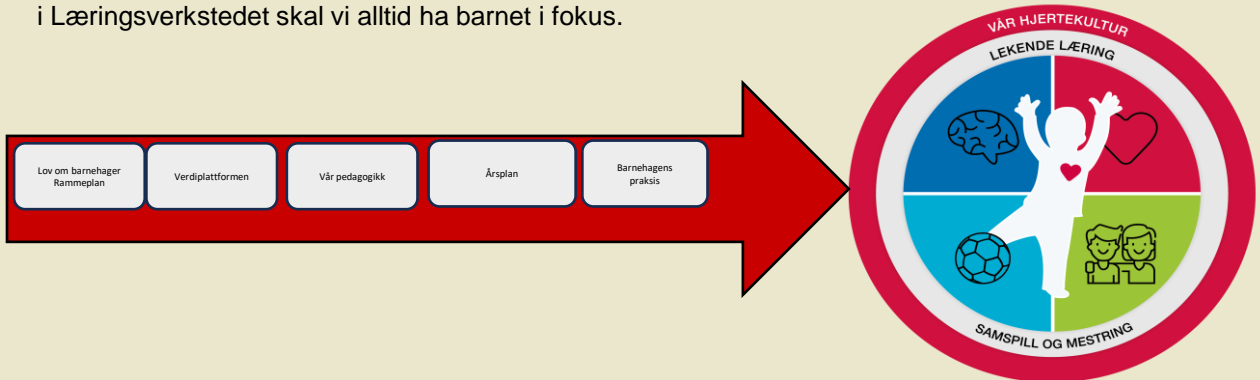 i Læringsverkstedet skal vi alltid ha barnet i fokus.
Lov om barnehager
Rammeplan
Verdiplattformen
Vår pedagogikk
Årsplan
Barnehagens
praksis
VÅR HJERTEKULTUR
LEKENDE LÆRING
SAMSPILL OG MESTRING